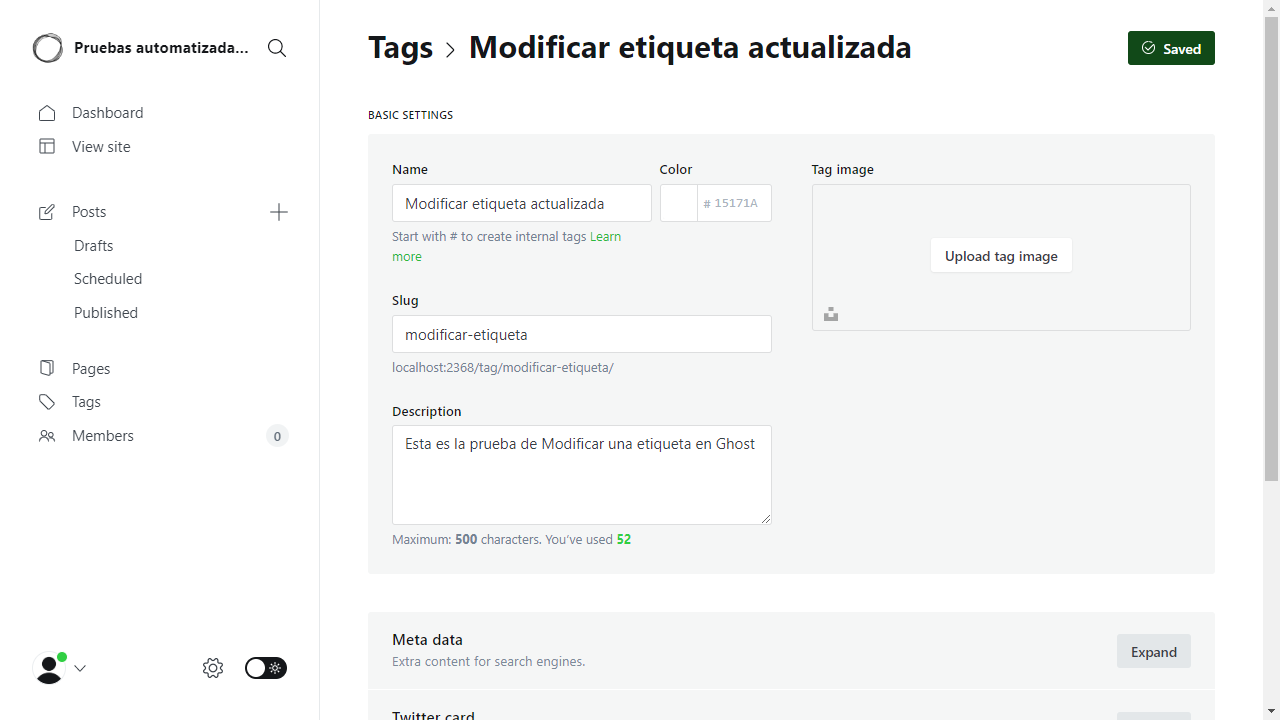 Pruebas automatizada...
Dashboard
View site
Posts
Drafts
Scheduled
Published
Pages
Tags
Members
0
Tags
Modificar etiqueta actualizada
Saved
BASIC SETTINGS
Name
Color
Modificar etiqueta actualizada
# 15171A
Start with # to create internal tags Learn
more
Slug
modificar-etiqueta
localhost:2368/tag/modificar-etiqueta/
Description
Esta es la prueba de Modificar una etiqueta en Ghost
Maximum: 500 characters. You've used 52
Tag image
Upload tag image
Meta data
Extra content for search engines.
Expand
Twitter card